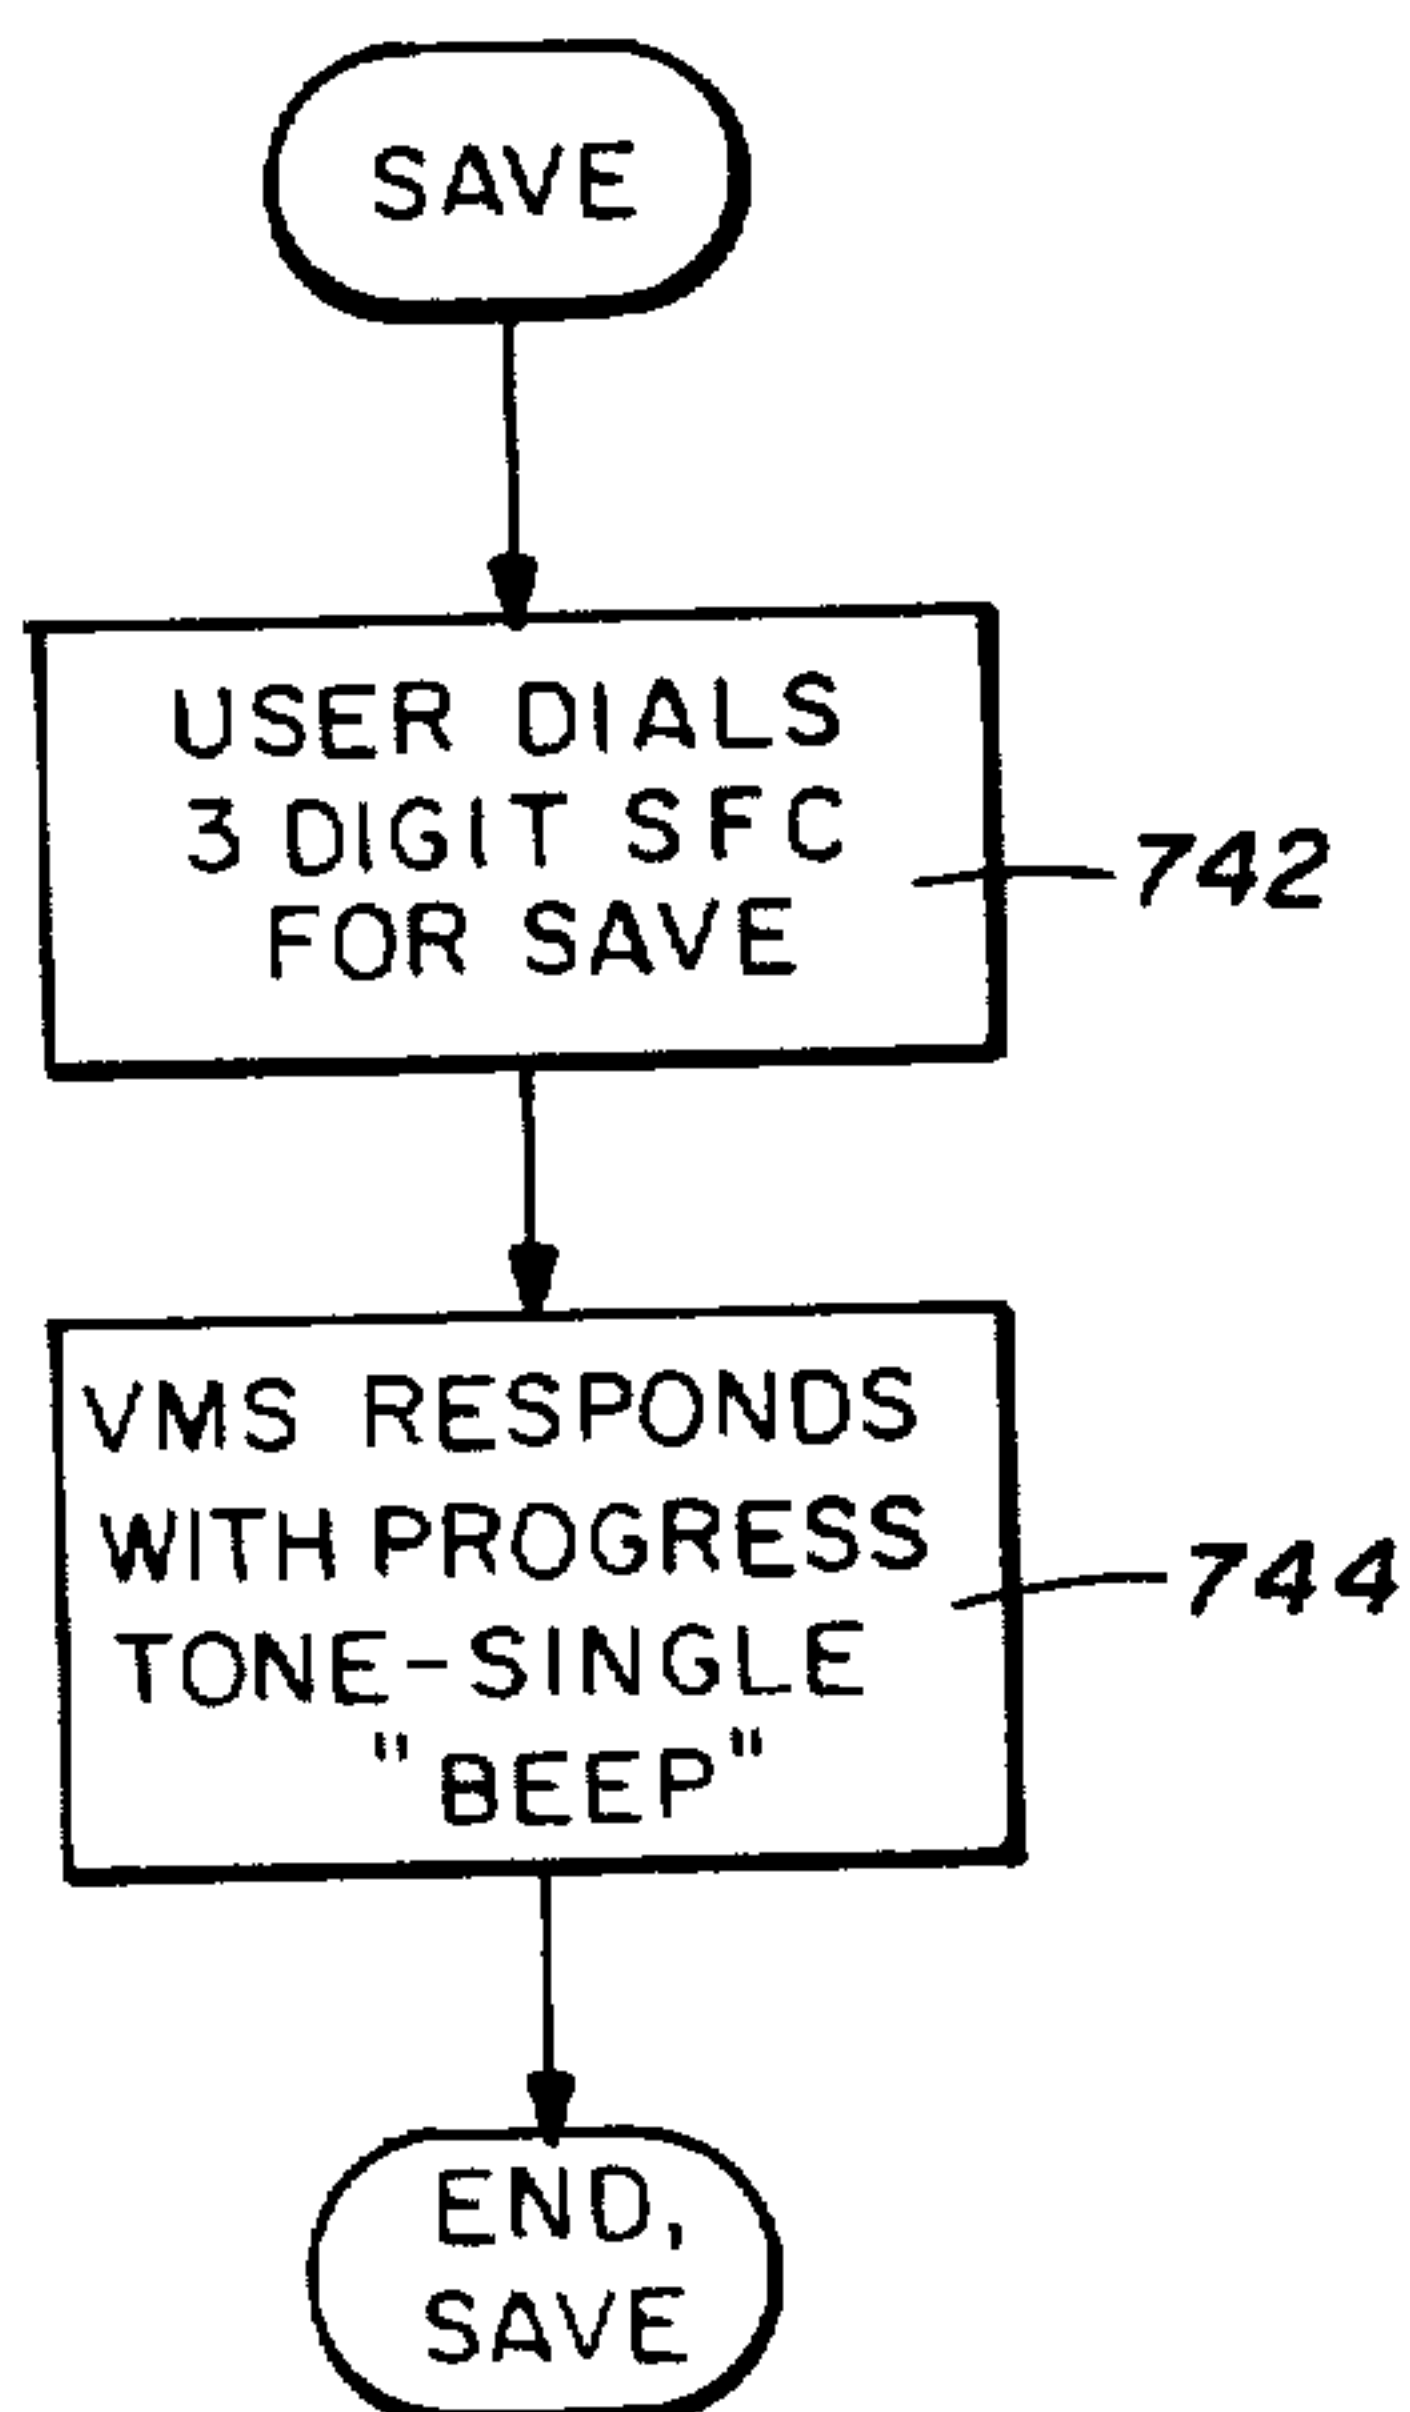 SAVE
USER DIALS
3 DIGIT SFC
FOR SAVE
742
VMS RESPONDS
WITH PROGRESS
TONE-SINGLE
"BEEP"
744
END,
SAVE